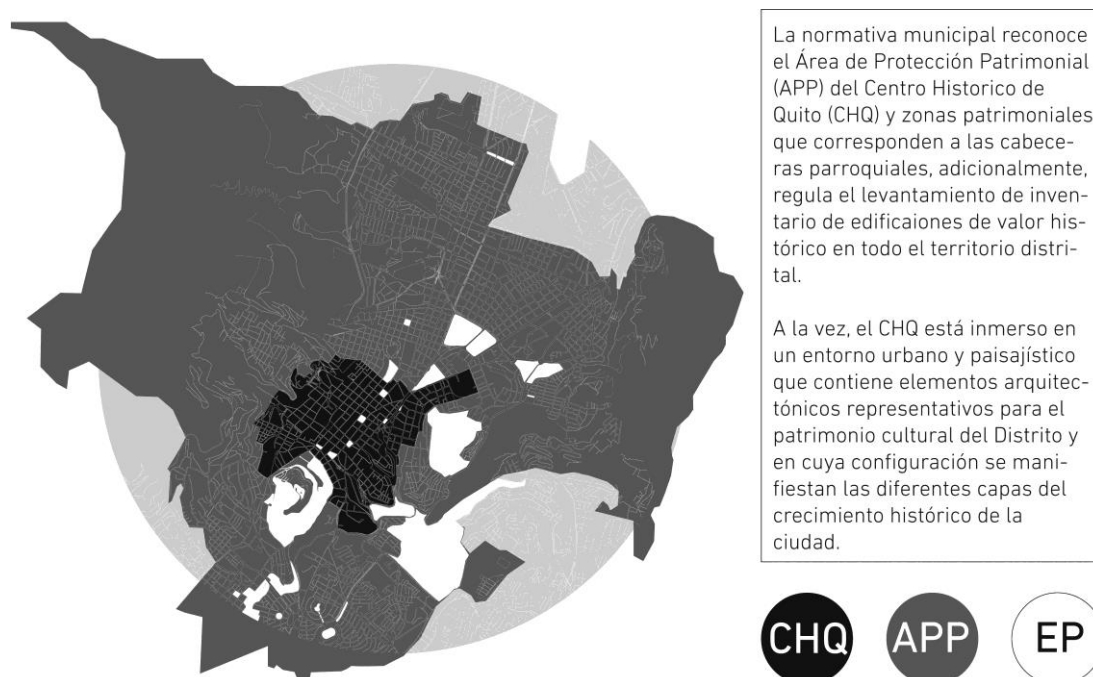 La normativa municipal reconoce
el Área de Protección Patrimonial
(APP) del Centro Historico de
Quito (CHQ) y zonas patrimoniales
que corresponden a las cabece-
ras parroquiales, adicionalmente,
regula el levantamiento de inven-
tario de edificaiones de valor his-
tórico en todo el territorio distri-
tal.
A la vez, el CHQ está inmerso en
un entorno urbano y paisajístico
que contiene elementos arquitec-
tónicos representativos para el
patrimonio cultural del Distrito y
en cuya configuración se mani-
fiestan las diferentes capas del
crecimiento histórico de la
ciudad.
CHQ APP EP